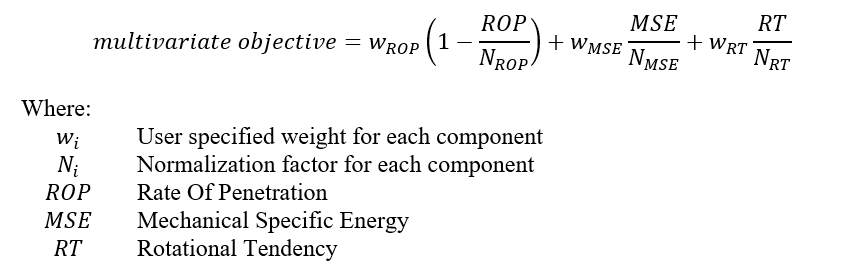 multivariate objective = w_ROP (1 − ROP/N_ROP) + w_MSE MSE/N_MSE + w_RT RT/N_RT
Where:
w_i User specified weight for each component
N_i Normalization factor for each component
ROP Rate Of Penetration
MSE Mechanical Specific Energy
RT Rotational Tendency